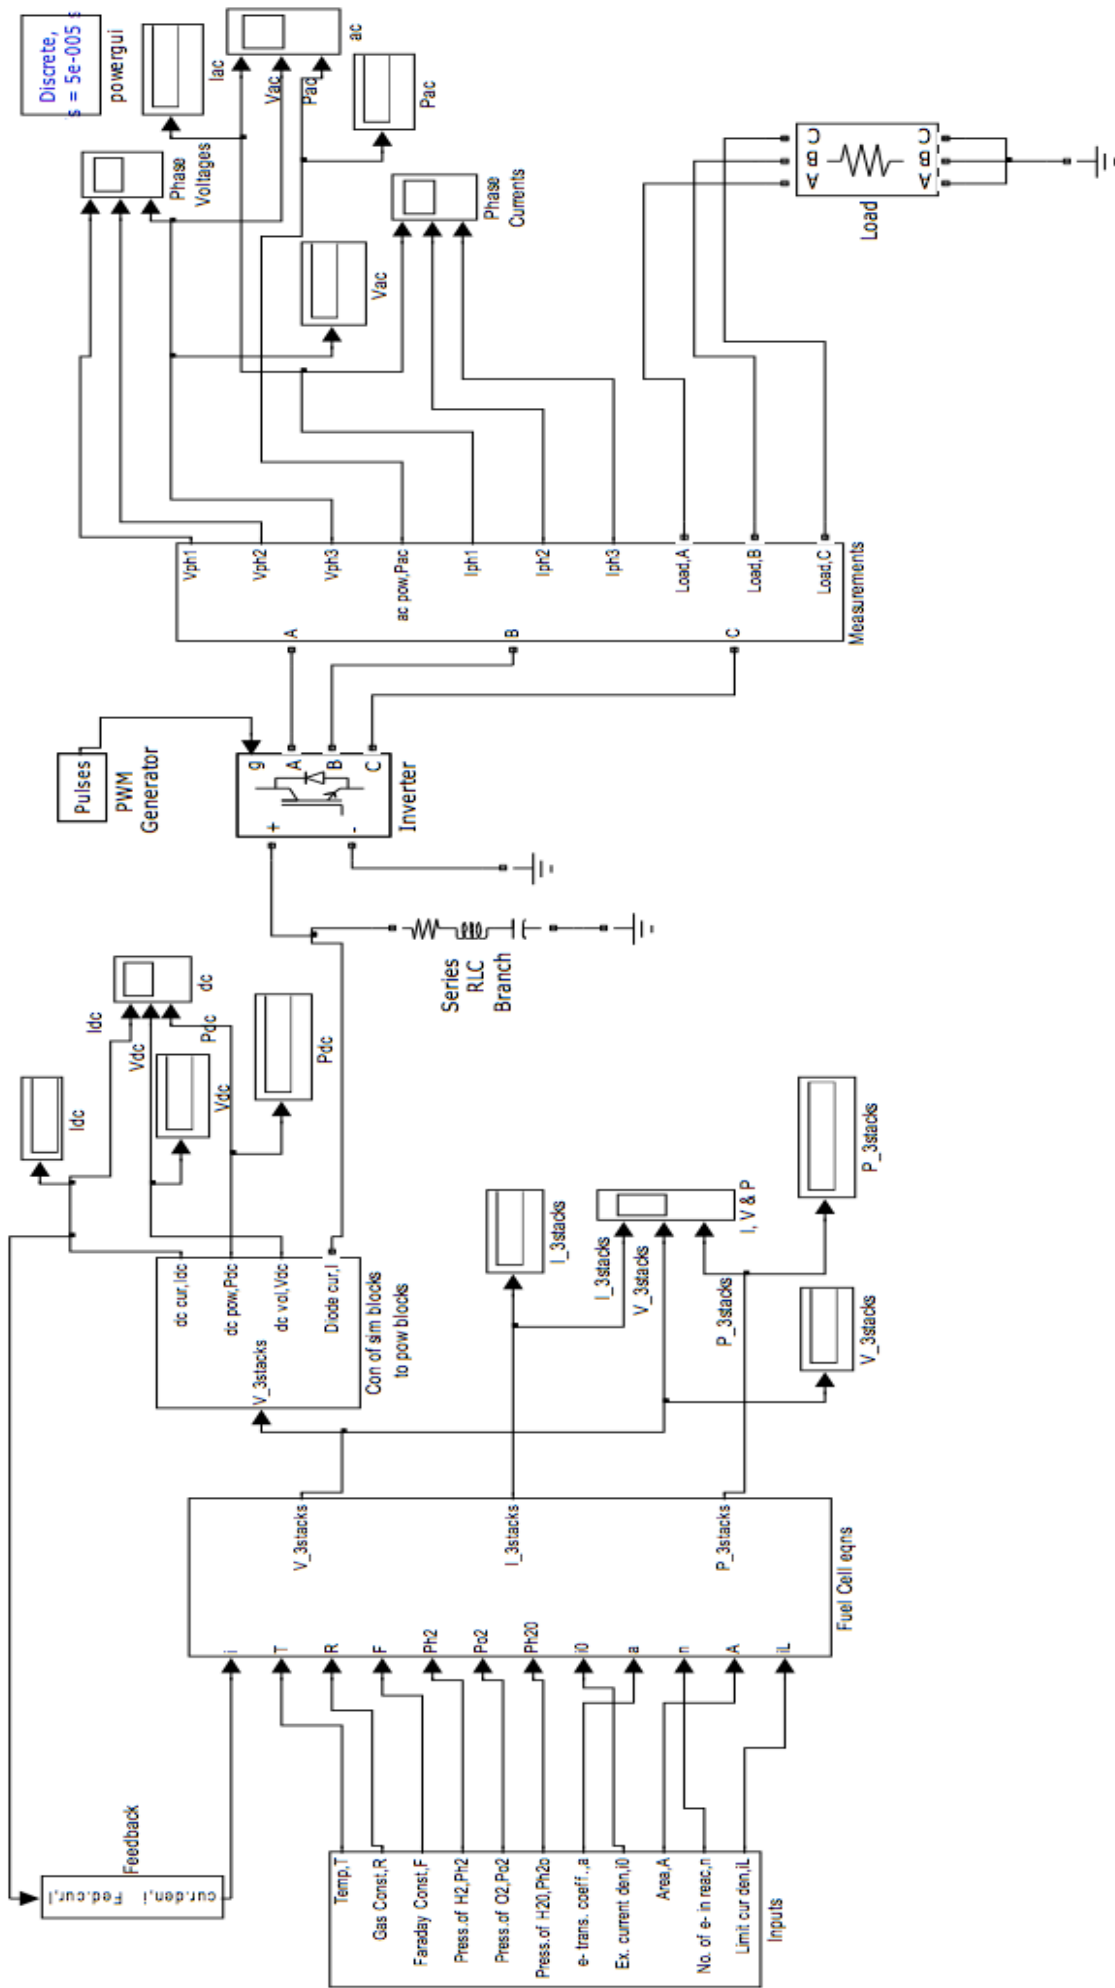 Feedback
Fed.cur,I
cur.den,i
Temp,T
Gas Const,R
Faraday Const,F
Press.of H2,Ph2
Press.of O2,Po2
Press.of H20,Ph2o
e- trans. coeff.,a
Ex. current den,i0
Area,A
No. of e- in reac,n
Limit cur den,iL
Inputs
i
T
R
F
Ph2
Po2
Ph20
i0
a
n
A
iL
V_3stacks
I_3stacks
P_3stacks
Fuel Cell eqns
V_3stacks
dc cur,Idc
dc pow,Pdc
dc vol,Vdc
Diode cur,I
Con of sim blocks
to pow blocks
Idc
Idc
Vdc
Pdc
dc
Vdc
Pdc
I_3stacks
I_3stacks
V_3stacks
P_3stacks
I, V & P
V_3stacks
P_3stacks
Series
RLC
Branch
Pulses
PWM
Generator
g
A
B
C
+
-
Inverter
A
B
C
Vph1
Vph2
Vph3
ac pow,Pac
Iph1
Iph2
Iph3
Load,A
Load,B
Load,C
Measurements
Discrete,
s = 5e-005 s
powergui
Phase
Voltages
Iac
Vac
Pac
ac
Pac
Vac
Phase
Currents
A B C
A B C
Load